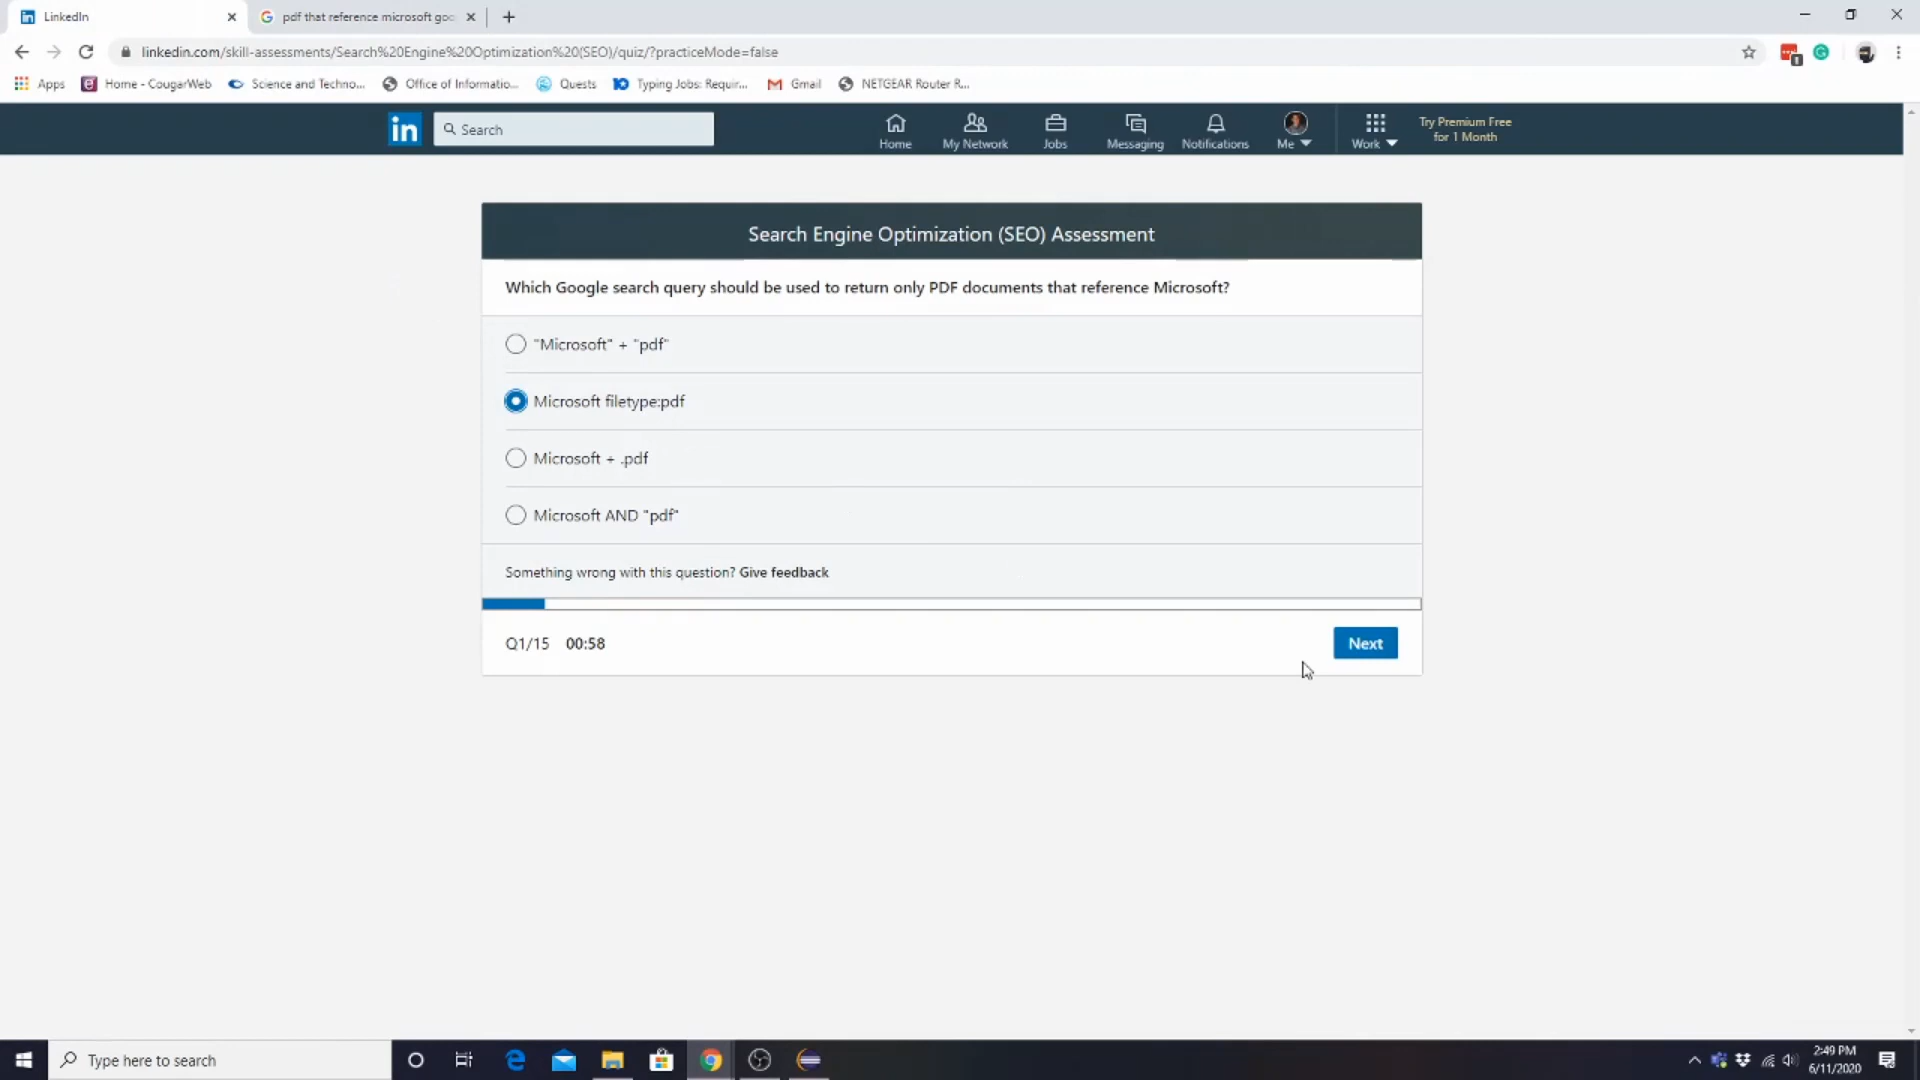 LinkedIn
pdf that reference microsoft goo
linkedin.com/skill-assessments/Search%20Engine%20Optimization%20(SEO)/quiz/?practiceMode=false
Apps
Home - CougarWeb
Science and Techno...
Office of Informatio...
Quests
Typing Jobs: Requir...
Gmail
NETGEAR Router R...
in
Search
Home
My Network
Jobs
Messaging
Notifications
Me
Work
Try Premium Free
for 1 Month
Search Engine Optimization (SEO) Assessment
Which Google search query should be used to return only PDF documents that reference Microsoft?
"Microsoft" + "pdf"
Microsoft filetype:pdf
Microsoft + .pdf
Microsoft AND "pdf"
Something wrong with this question? Give feedback
Q1/15 00:58
Next
Type here to search
2:49 PM
6/11/2020